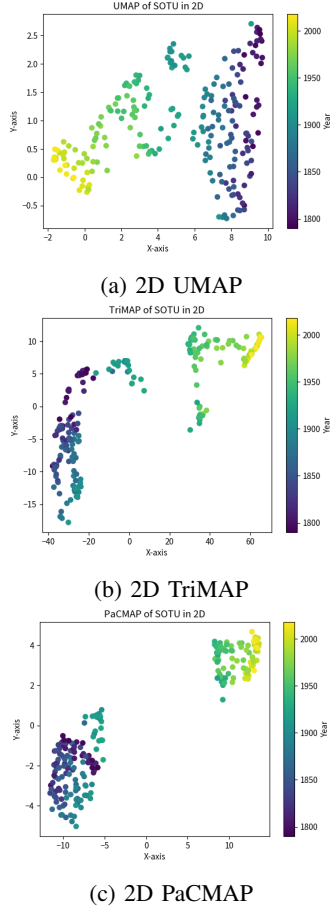 UMAP of SOTU in 2D
2.5
2.0
1.5
1.0
0.5
0.0
−0.5
Y-axis
−2 0 2 4 6 8 10
X-axis
2000
1950
1900
1850
1800
Year
(a) 2D UMAP
TriMAP of SOTU in 2D
10
5
0
−5
−10
−15
Y-axis
−40 −20 0 20 40 60
X-axis
2000
1950
1900
1850
1800
Year
(b) 2D TriMAP
PaCMAP of SOTU in 2D
4
2
0
−2
−4
Y-axis
−10 −5 0 5 10
X-axis
2000
1950
1900
1850
1800
Year
(c) 2D PaCMAP